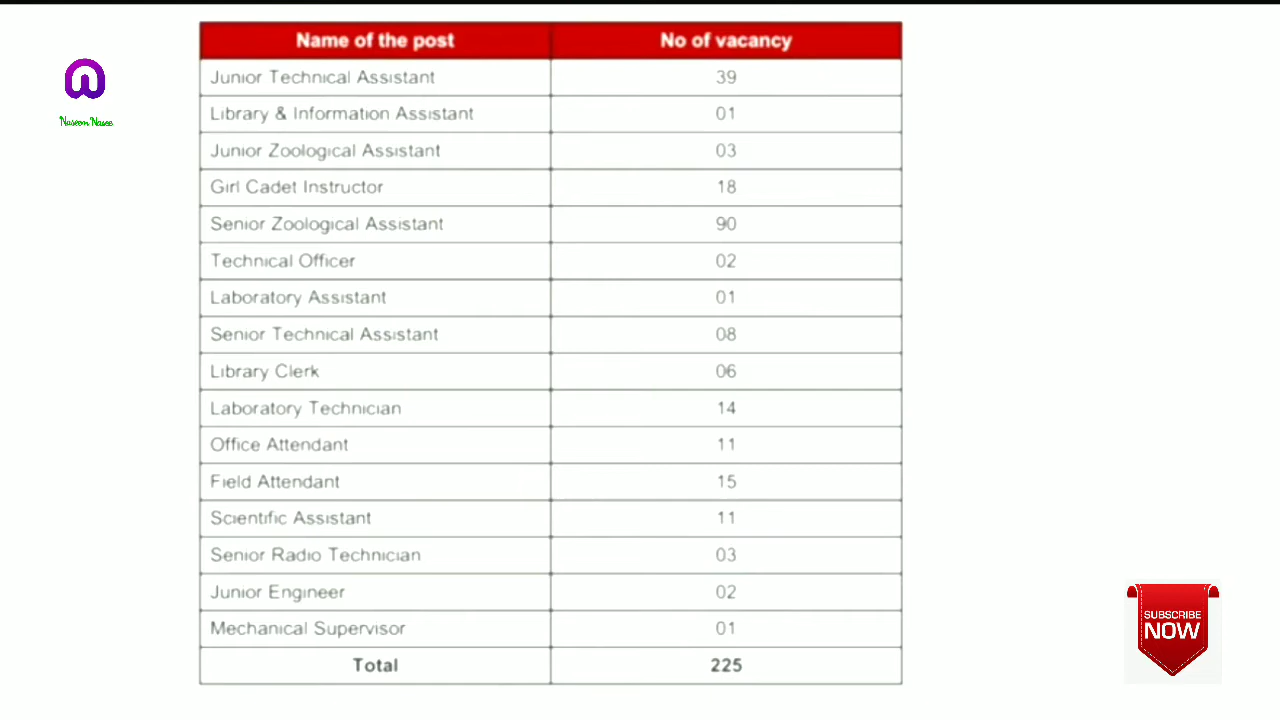 Name of the post No of vacancy
Junior Technical Assistant 39
Library & Information Assistant 01
Junior Zoological Assistant 03
Girl Cadet Instructor 18
Senior Zoological Assistant 90
Technical Officer 02
Laboratory Assistant 01
Senior Technical Assistant 08
Library Clerk 06
Laboratory Technician 14
Office Attendant 11
Field Attendant 15
Scientific Assistant 11
Senior Radio Technician 03
Junior Engineer 02
Mechanical Supervisor 01
Total 225
SUBSCRIBE
NOW